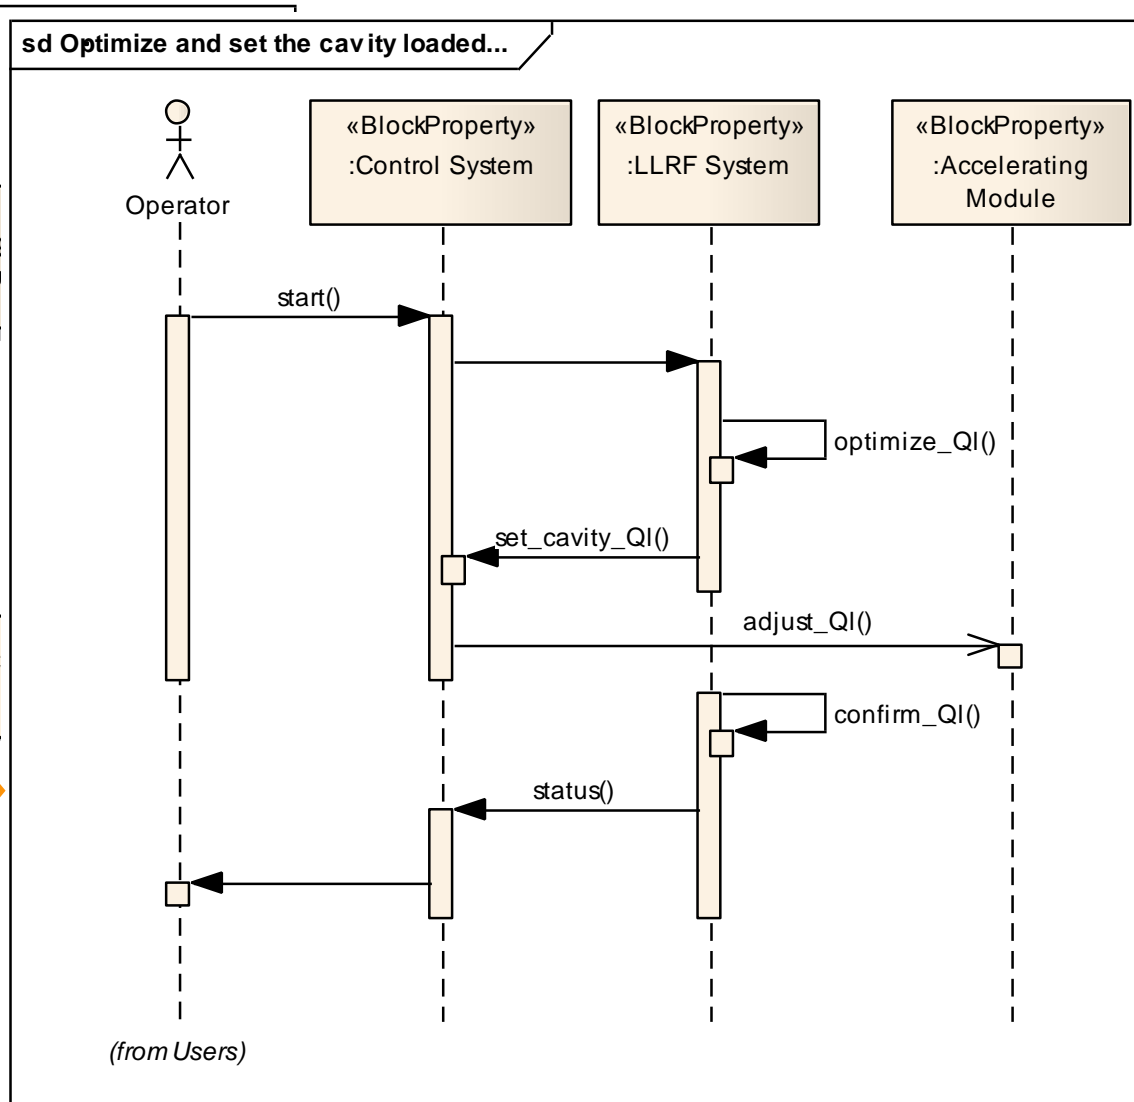 sd Optimize and set the cavity loaded...
«BlockProperty»
:Control System
«BlockProperty»
:LLRF System
«BlockProperty»
:Accelerating
Module
Operator
start()
optimize_Ql()
set_cavity_Ql()
adjust_Ql()
confirm_Ql()
status()
(from Users)